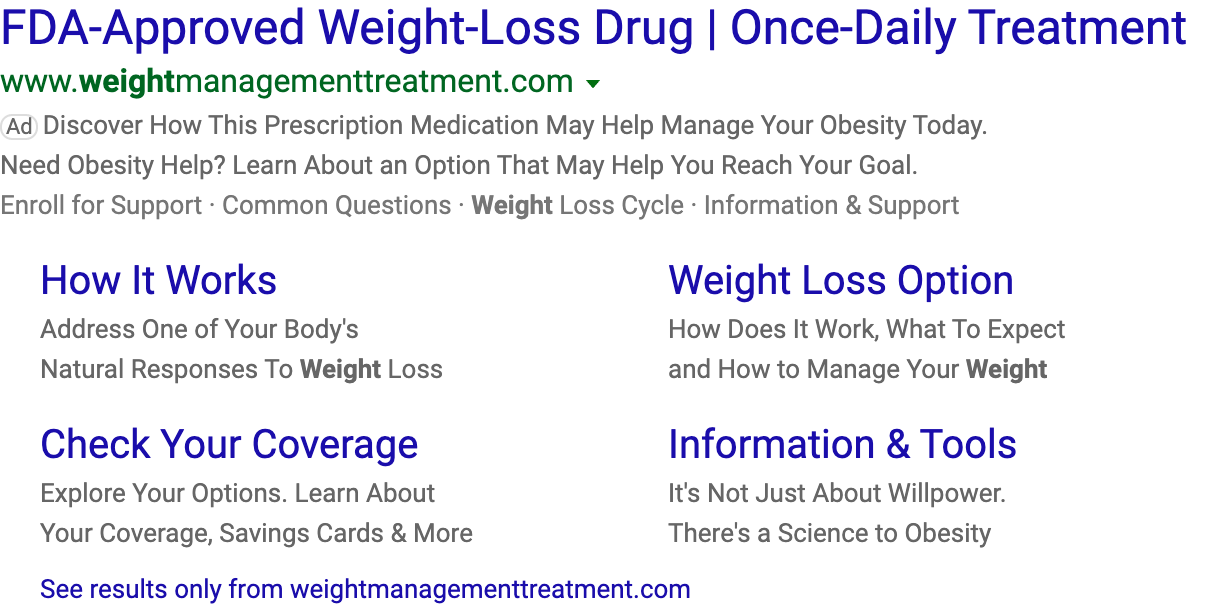 FDA-Approved Weight-Loss Drug | Once-Daily Treatment
www.weightmanagementtreatment.com
Ad Discover How This Prescription Medication May Help Manage Your Obesity Today.
Need Obesity Help? Learn About an Option That May Help You Reach Your Goal.
Enroll for Support · Common Questions · Weight Loss Cycle · Information & Support
How It Works
Address One of Your Body's
Natural Responses To Weight Loss
Weight Loss Option
How Does It Work, What To Expect
and How to Manage Your Weight
Check Your Coverage
Explore Your Options. Learn About
Your Coverage, Savings Cards & More
Information & Tools
It's Not Just About Willpower.
There's a Science to Obesity
See results only from weightmanagementtreatment.com